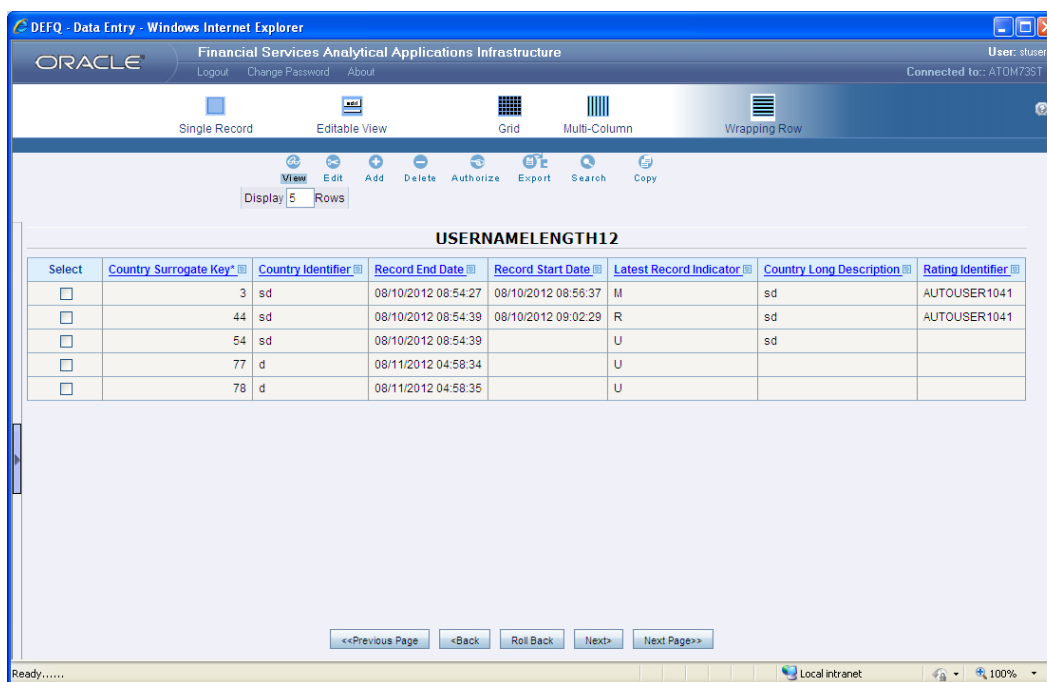 DEFQ - Data Entry - Windows Internet Explorer
ORACLE
Financial Services Analytical Applications Infrastructure
User: stuser
Logout Change Password About
Connected to:: ATOM73ST
Single Record Editable View Grid Multi-Column Wrapping Row
View Edit Add Delete Authorize Export Search Copy
Display 5 Rows
USERNAMELENGTH12
Select Country Surrogate Key* Country Identifier Record End Date Record Start Date Latest Record Indicator Country Long Description Rating Identifier
3 sd 08/10/2012 08:54:27 08/10/2012 08:56:37 M sd AUTOUSER1041
44 sd 08/10/2012 08:54:39 08/10/2012 09:02:29 R sd AUTOUSER1041
54 sd 08/10/2012 08:54:39 U sd
77 d 08/11/2012 04:58:34 U
78 d 08/11/2012 04:58:35 U
<<Previous Page <Back Roll Back Next> Next Page>>
Ready...... Local intranet 100%